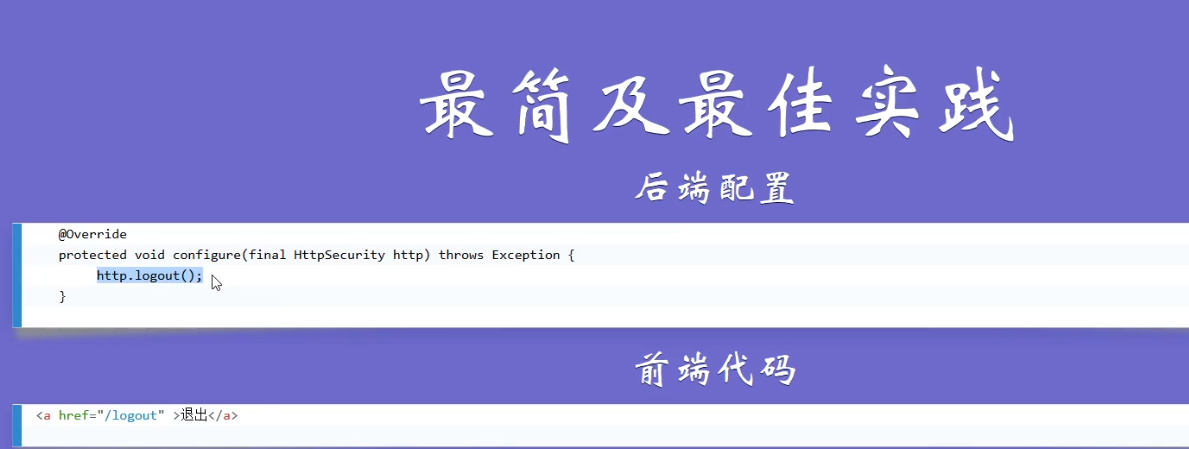 最简及最佳实践
后端配置
@Override
protected void configure(final HttpSecurity http) throws Exception {
http.logout();
}
前端代码
<a href="/logout" >退出</a>